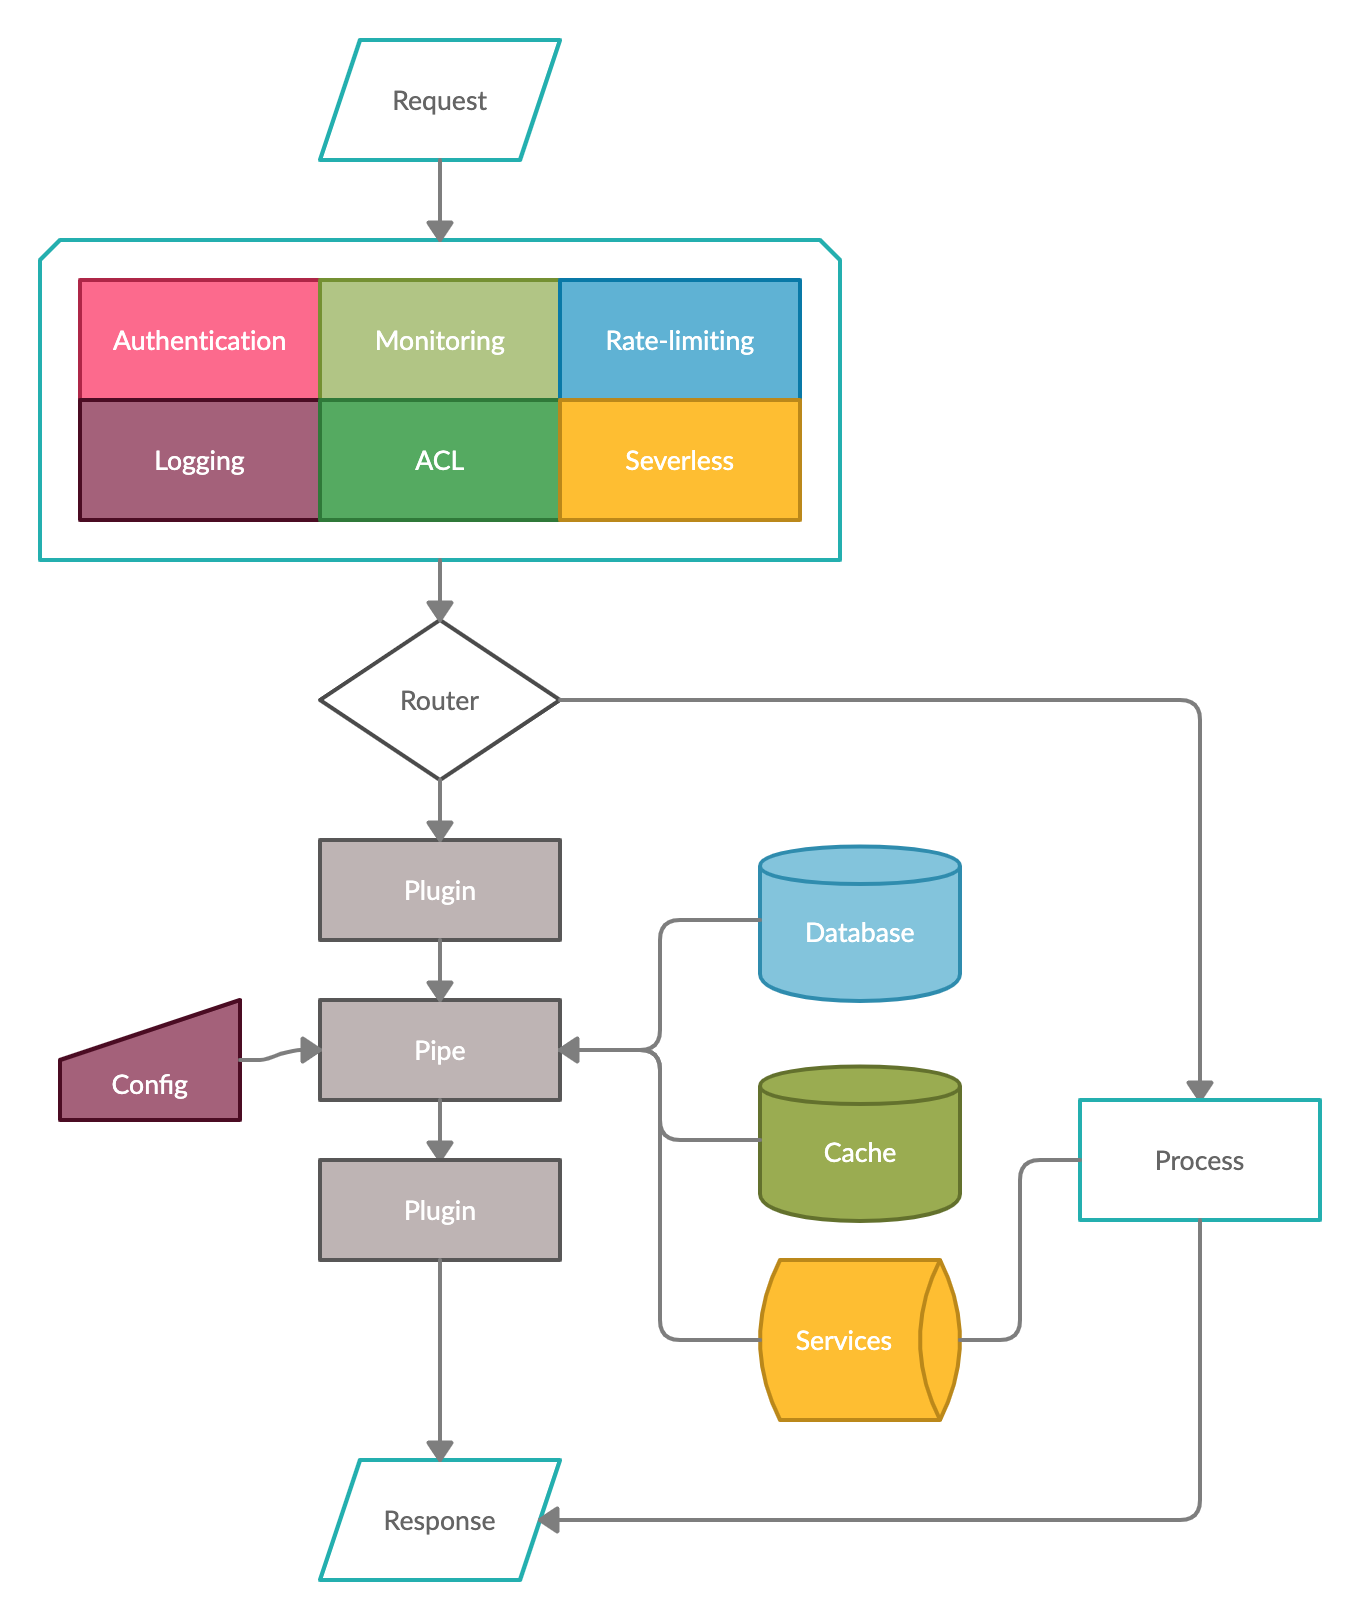 Request
Authentication
Monitoring
Rate-limiting
Logging
ACL
Severless
Router
Plugin
Database
Config
Pipe
Cache
Process
Plugin
Services
Response